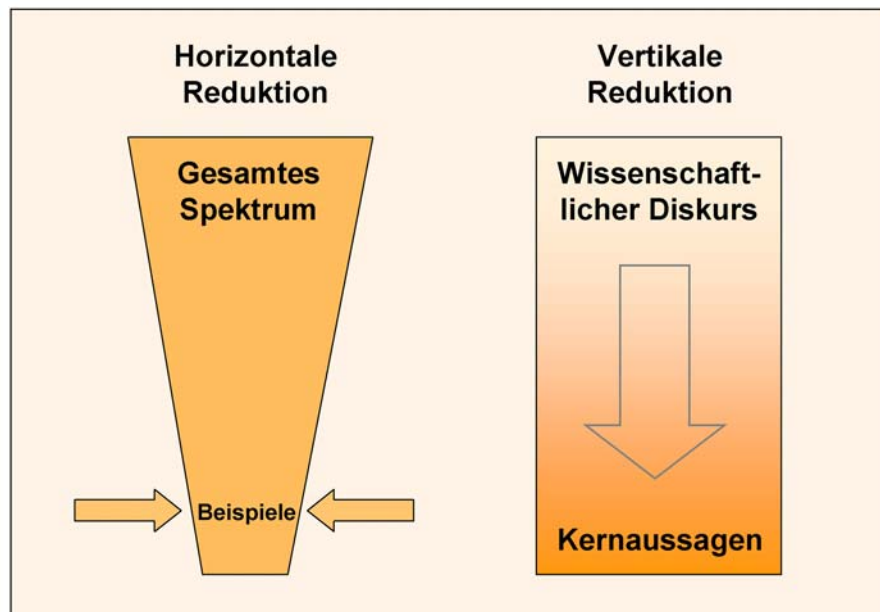 Horizontale
Reduktion
Gesamtes
Spektrum
Beispiele
Vertikale
Reduktion
Wissenschaft-
licher Diskurs
Kernaussagen